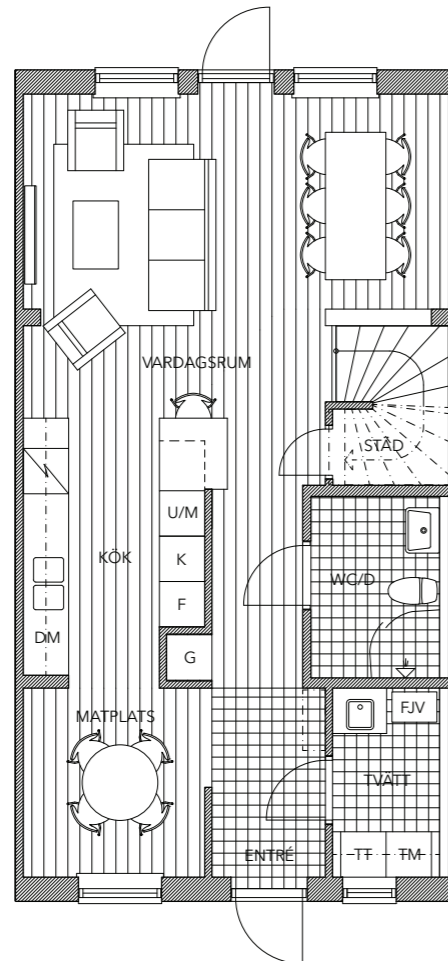 VARDAGSRUM
STÄD
U/M
KÖK
K
WC/D
F
DM
G
FJV
MATPLATS
TVÄTT
ENTRÉ
TT
TM